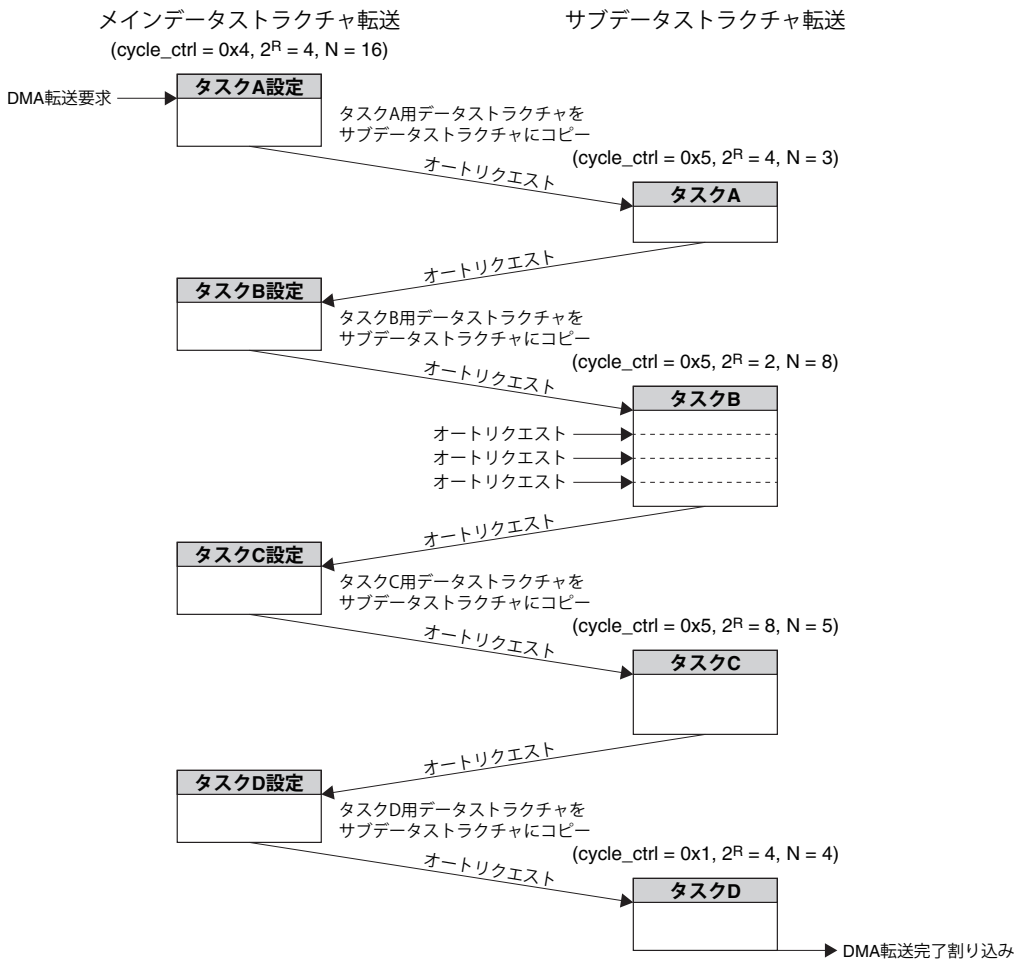 メインデータストラクチャ転送
サブデータストラクチャ転送
(cycle_ctrl = 0x4, 2ᴿ = 4, N = 16)
DMA転送要求
タスクA設定
タスクA用データストラクチャを
サブデータストラクチャにコピー
(cycle_ctrl = 0x5, 2ᴿ = 4, N = 3)
オートリクエスト
タスクA
オートリクエスト
タスクB設定
タスクB用データストラクチャを
サブデータストラクチャにコピー
(cycle_ctrl = 0x5, 2ᴿ = 2, N = 8)
オートリクエスト
タスクB
オートリクエスト
オートリクエスト
オートリクエスト
オートリクエスト
タスクC設定
タスクC用データストラクチャを
サブデータストラクチャにコピー
(cycle_ctrl = 0x5, 2ᴿ = 8, N = 5)
オートリクエスト
タスクC
オートリクエスト
タスクD設定
タスクD用データストラクチャを
サブデータストラクチャにコピー
(cycle_ctrl = 0x1, 2ᴿ = 4, N = 4)
オートリクエスト
タスクD
DMA転送完了割り込み